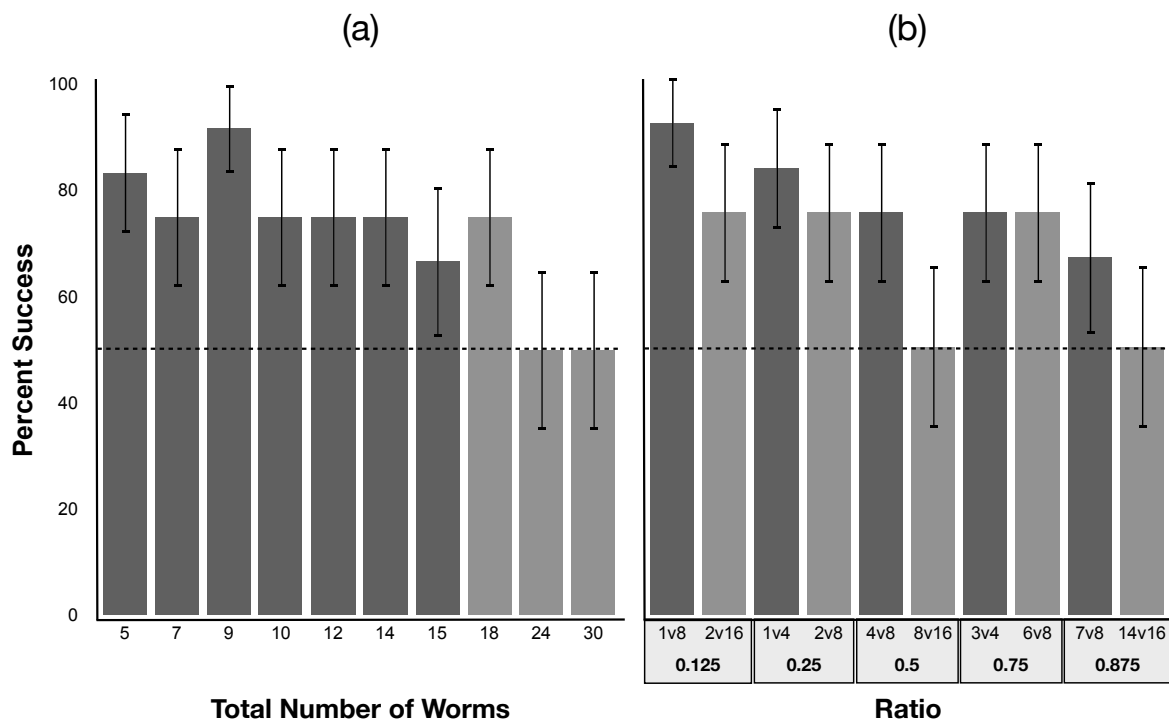 (a)
(b)
Percent Success
100
80
60
40
20
0
5 7 9 10 12 14 15 18 24 30
Total Number of Worms
1v8 2v16 1v4 2v8 4v8 8v16 3v4 6v8 7v8 14v16
0.125 0.25 0.5 0.75 0.875
Ratio